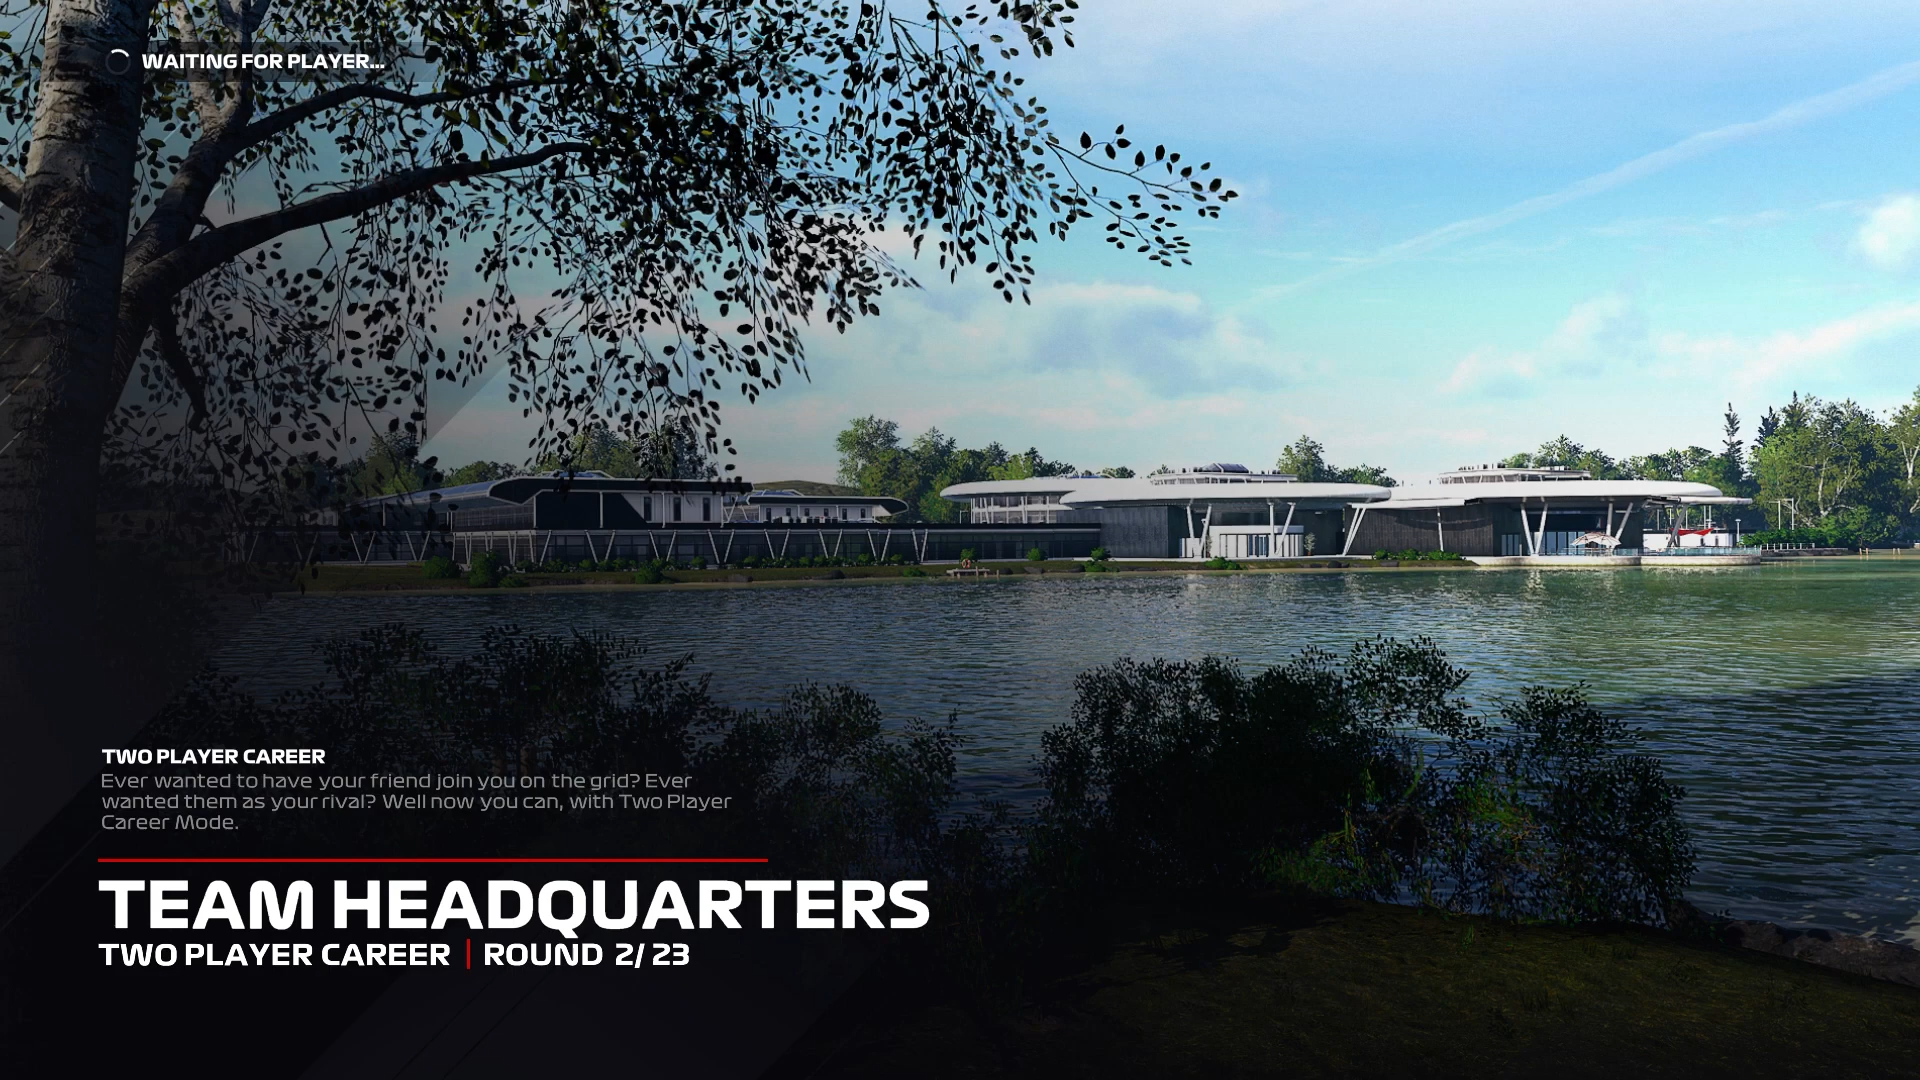 WAITING FOR PLAYER...
TWO PLAYER CAREER
Ever wanted to have your friend join you on the grid? Ever
wanted them as your rival? Well now you can, with Two Player
Career Mode.
TEAM HEADQUARTERS
TWO PLAYER CAREER | ROUND 2/23